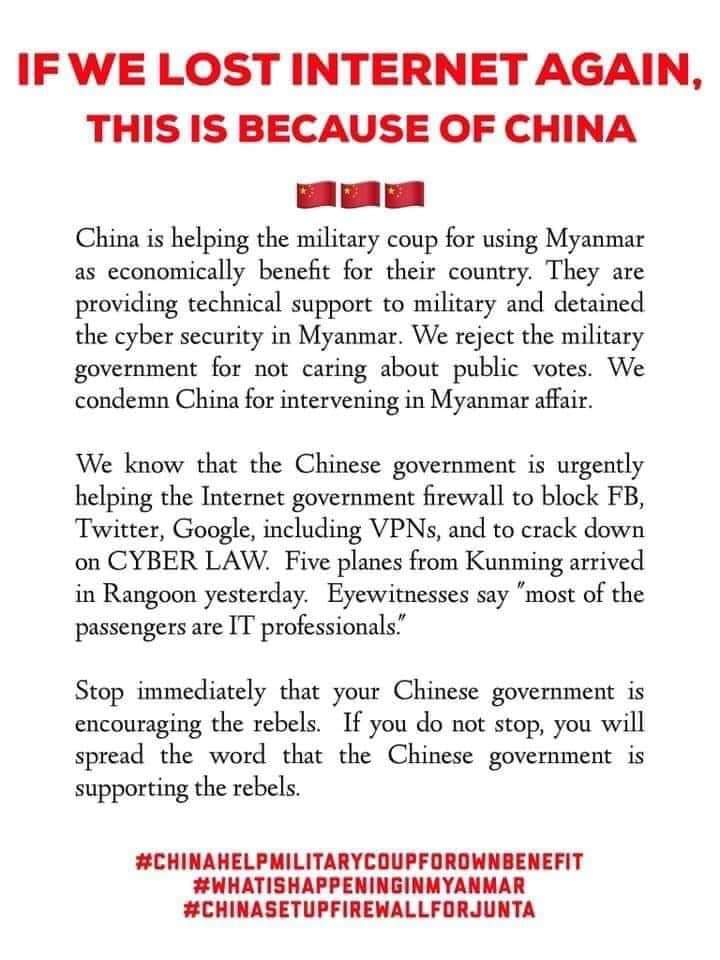 IF WE LOST INTERNET AGAIN,
THIS IS BECAUSE OF CHINA
China is helping the military coup for using Myanmar
as economically benefit for their country. They are
providing technical support to military and detained
the cyber security in Myanmar. We reject the military
government for not caring about public votes. We
condemn China for intervening in Myanmar affair.
We know that the Chinese government is urgently
helping the Internet government firewall to block FB,
Twitter, Google, including VPNs, and to crack down
on CYBER LAW. Five planes from Kunming arrived
in Rangoon yesterday. Eyewitnesses say "most of the
passengers are IT professionals."
Stop immediately that your Chinese government is
encouraging the rebels. If you do not stop, you will
spread the word that the Chinese government is
supporting the rebels.
#CHINAHELPMILITARYCOUPFOROWNBENEFIT
#WHATISHAPPENINGINMYANMAR
#CHINASETUPFIREWALLFORJUNTA